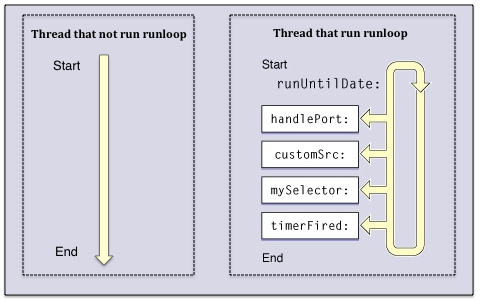 Thread that not run runloop
Start
End
Thread that run runloop
Start
runUntilDate:
handlePort:
customSrc:
mySelector:
timerFired:
End